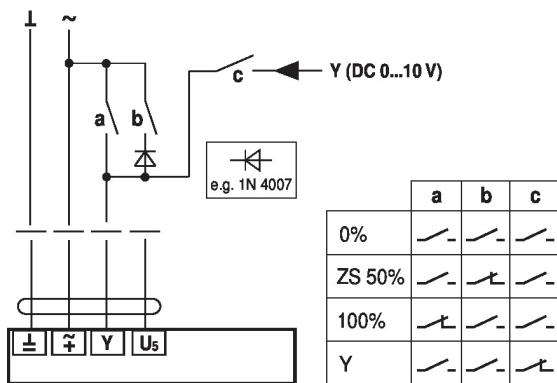 ⊥ ~
a b c Y (DC 0...10 V)
e.g. 1N 4007
a b c
0%
ZS 50%
100%
Y
⊥ ~+ Y U5